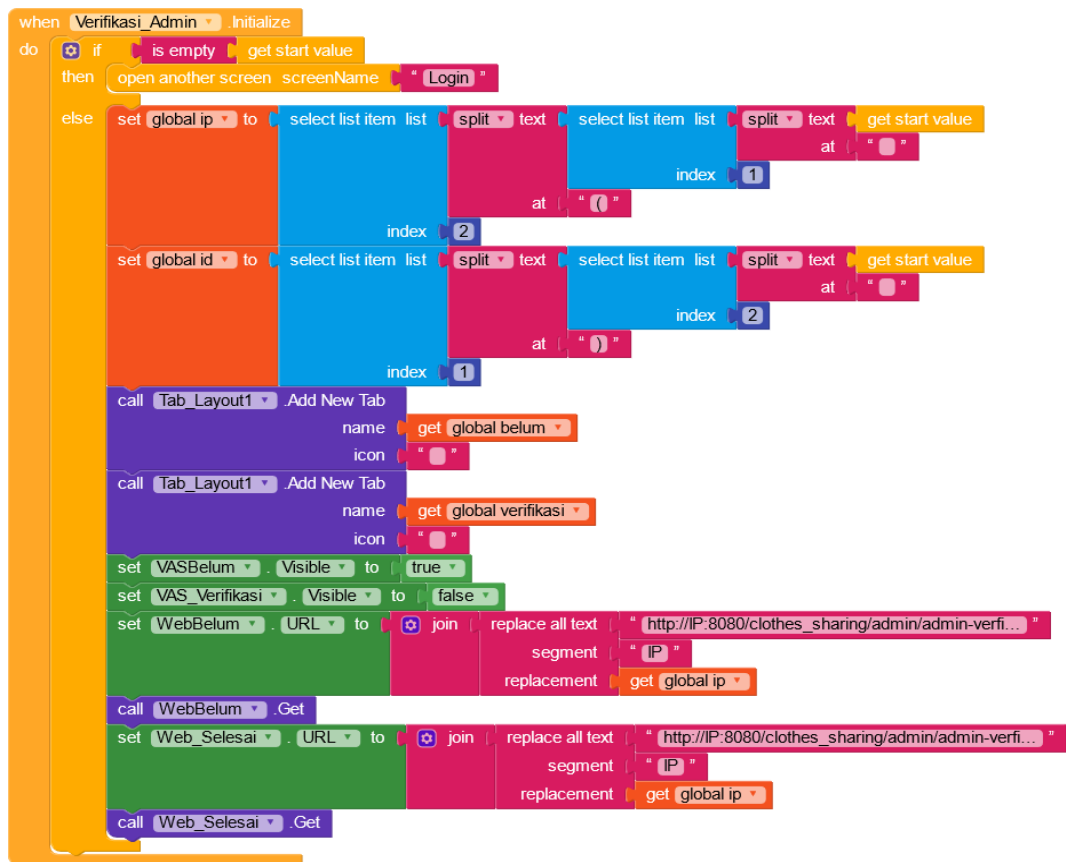 when Verifikasi_Admin .Initialize
do if is empty get start value
then open another screen screenName " Login "
else set global ip to select list item list split text select list item list split text get start value
at " "
index 1
at " ( "
index 2
set global id to select list item list split text select list item list split text get start value
at " "
index 2
at " ) "
index 1
call Tab_Layout1 .Add New Tab
name get global belum
icon " "
call Tab_Layout1 .Add New Tab
name get global verifikasi
icon " "
set VASBelum . Visible to true
set VAS_Verifikasi . Visible to false
set WebBelum . URL to join replace all text " http://IP:8080/clothes_sharing/admin/admin-verfi... "
segment " IP "
replacement get global ip
call WebBelum .Get
set Web_Selesai . URL to join replace all text " http://IP:8080/clothes_sharing/admin/admin-verfi... "
segment " IP "
replacement get global ip
call Web_Selesai .Get